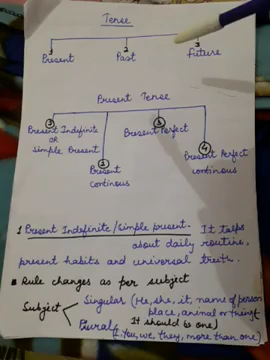 Tense
1 2 3
Present Past Future
Present Tense
① ③
Present Indefinite Present Perfect
OR
Simple Present
② ④
Present Present Perfect
continous continous
1 Present Indefinite/Simple present. It talks
about daily routine,
present habits and universal truth.
▪ Rule changes as per subject
Singular (He, she, it, name of person
place, animal or thing
Subject < It should be one)
Plural (I, You, we, they, more than one).